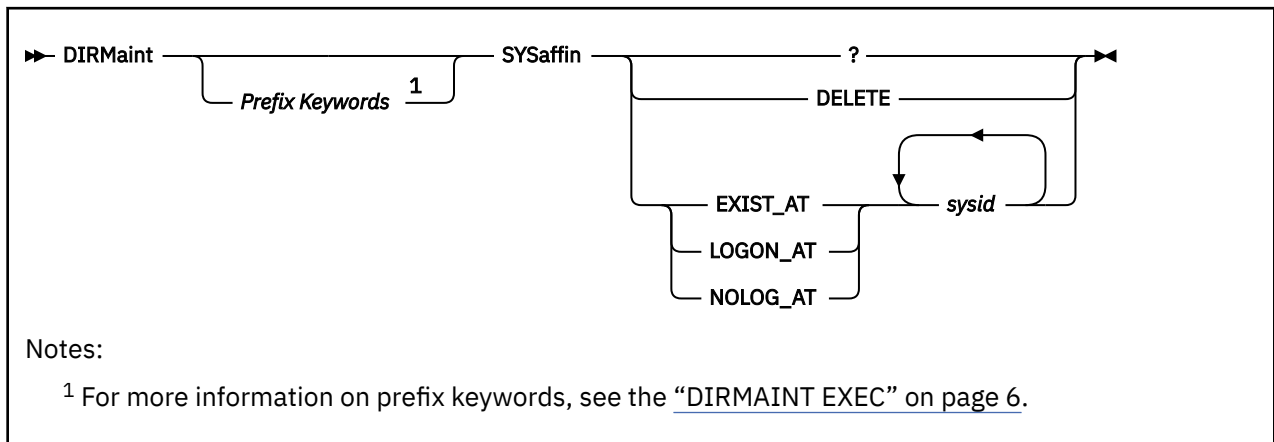 DIRMaint SYSaffin ?
Prefix Keywords 1
DELETE
EXIST_AT sysid
LOGON_AT
NOLOG_AT
Notes:
1 For more information on prefix keywords, see the “DIRMAINT EXEC” on page 6.